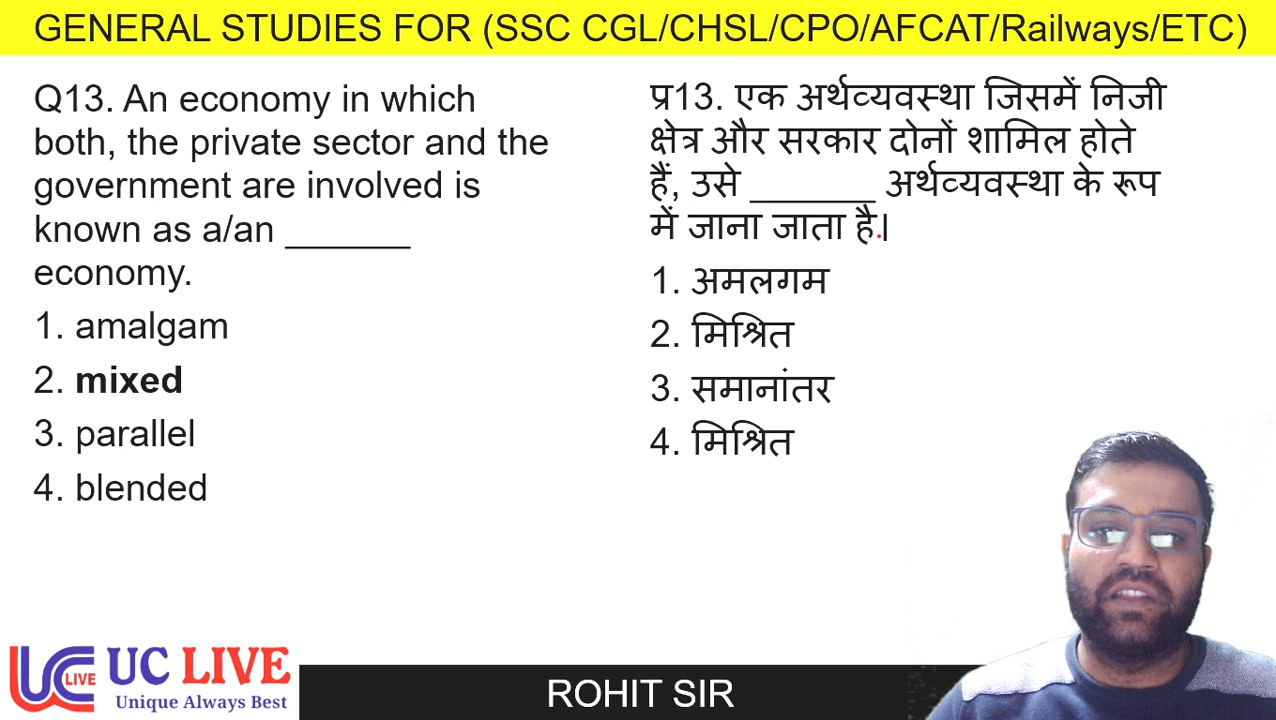 GENERAL STUDIES FOR (SSC CGL/CHSL/CPO/AFCAT/Railways/ETC)
Q13. An economy in which
both, the private sector and the
government are involved is
known as a/an _______
economy.
1. amalgam
2. mixed
3. parallel
4. blended
प्र13. एक अर्थव्यवस्था जिसमें निजी
क्षेत्र और सरकार दोनों शामिल होते
हैं, उसे _______ अर्थव्यवस्था के रूप
में जाना जाता है.|
1. अमलगम
2. मिश्रित
3. समानांतर
4. मिश्रित
UC LIVE
LIVE
Unique Always Best
ROHIT SIR